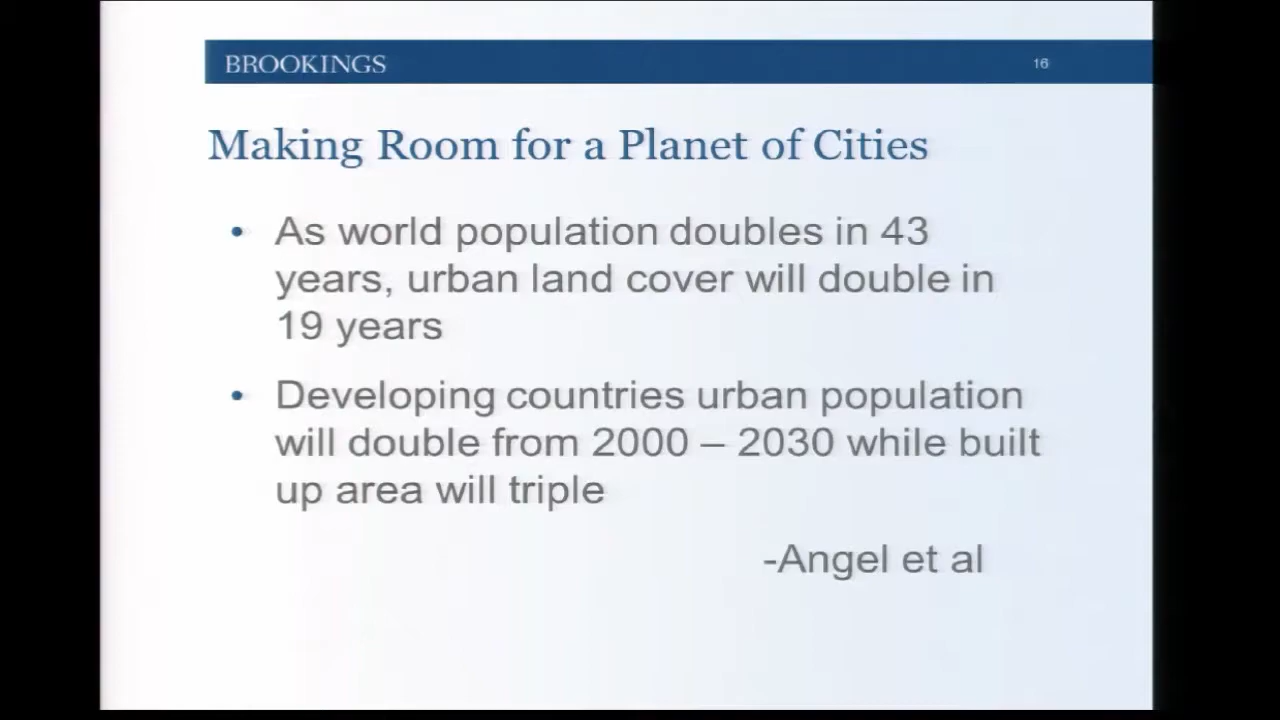 BROOKINGS
16
Making Room for a Planet of Cities
• As world population doubles in 43
years, urban land cover will double in
19 years
• Developing countries urban population
will double from 2000 – 2030 while built
up area will triple
-Angel et al